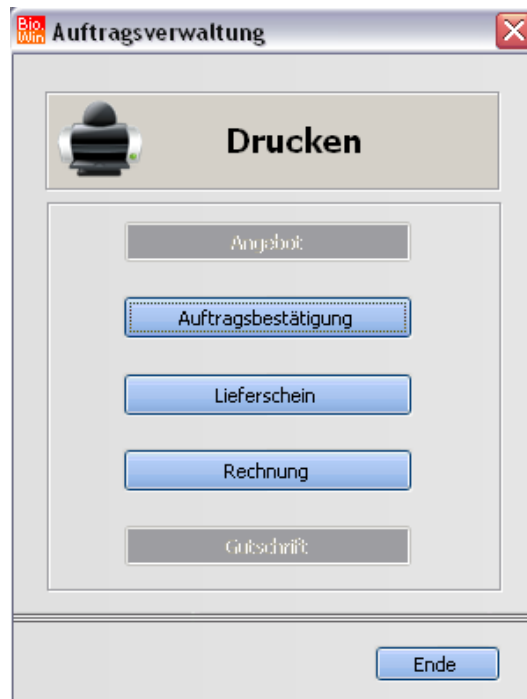 Bio.
Win Auftragsverwaltung
Drucken
Angebot
Auftragsbestätigung
Lieferschein
Rechnung
Gutschrift
Ende